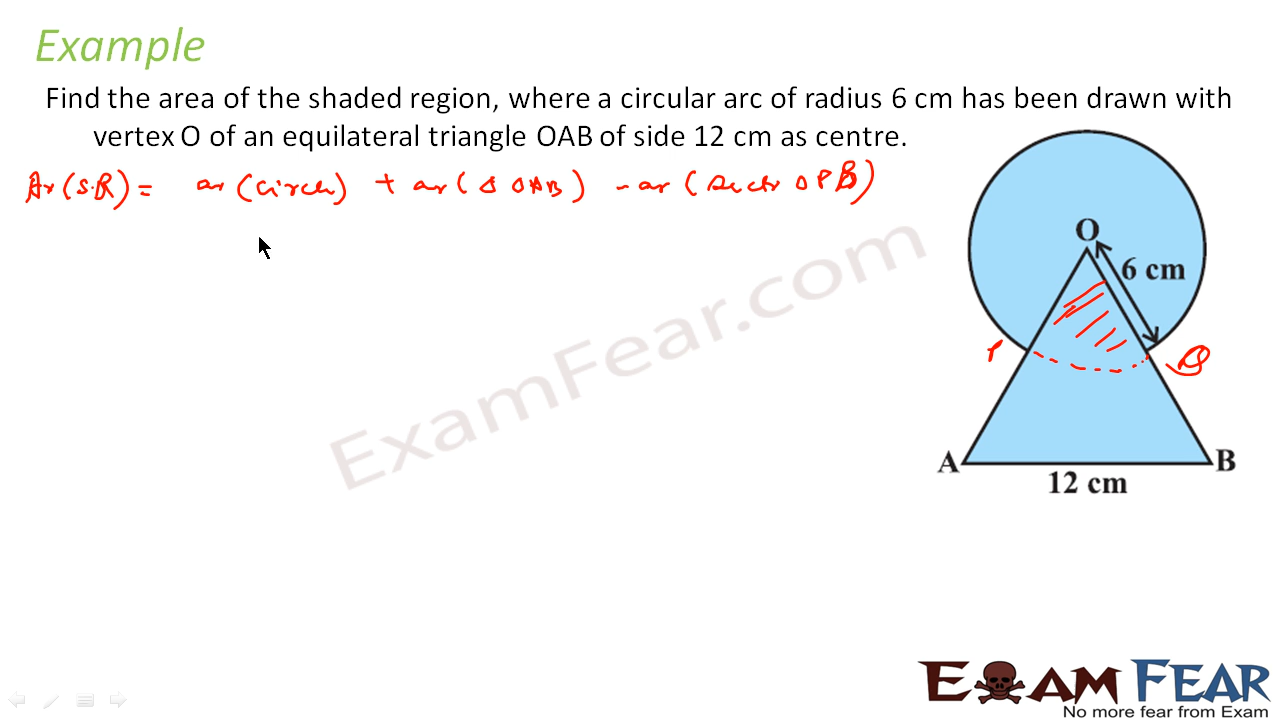 Example
Find the area of the shaded region, where a circular arc of radius 6 cm has been drawn with
vertex O of an equilateral triangle OAB of side 12 cm as centre.
Ar (S.R) = ar (circle) + ar (Δ OAB) - ar (Sector OPQ)
O
6 cm
P
Q
A
B
12 cm
ExamFear.com
EXAM FEAR
No more fear from Exam